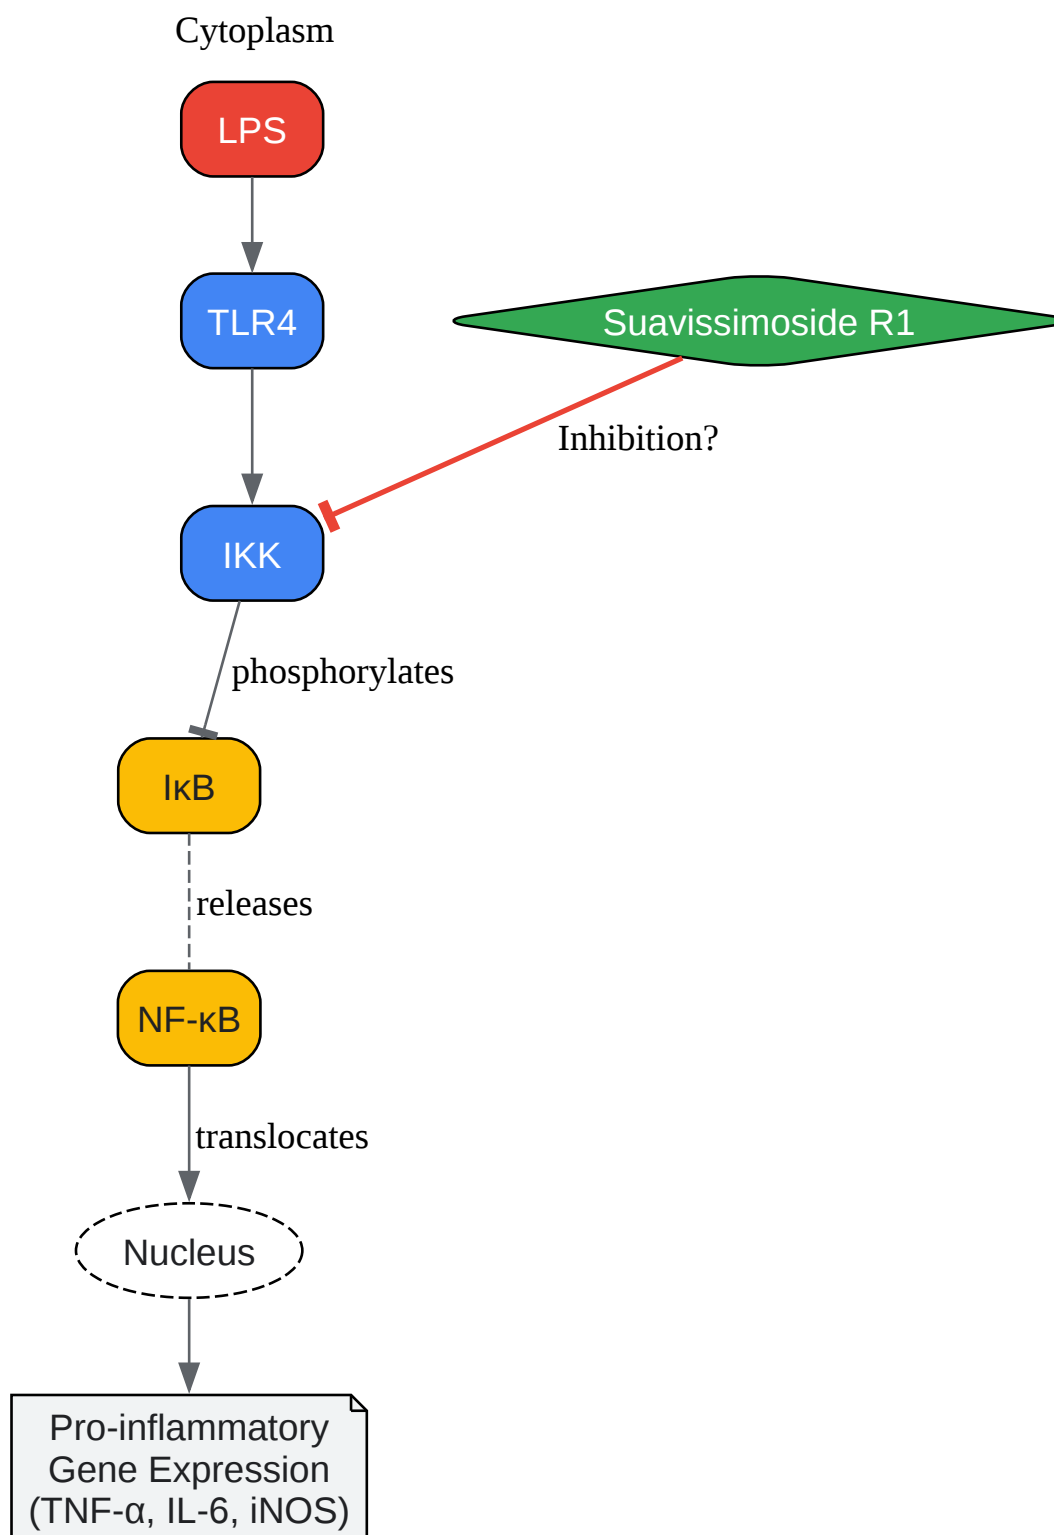 Cytoplasm
LPS
TLR4
Suavissimoside R1
Inhibition?
IKK
phosphorylates
IκB
releases
NF-κB
translocates
Nucleus
Pro-inflammatory
Gene Expression
(TNF-α, IL-6, iNOS)